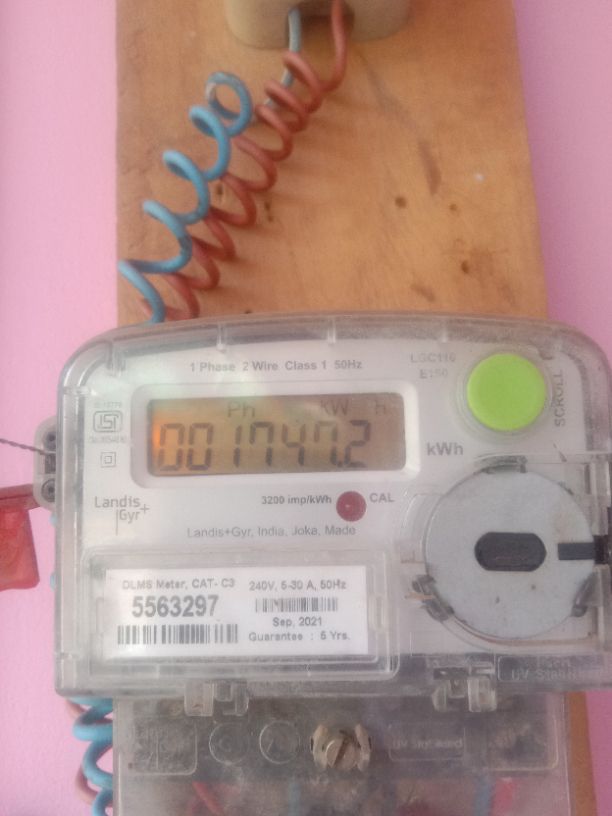 1 Phase 2 Wire Class 1 50Hz
LGC116
E150
SCROLL
Ph kW h
001747.2
kWh
Landis
Gyr+
3200 imp/kWh
CAL
Landis+Gyr, India, Joka, Made
DLMS Meter, CAT- C3
240V, 5-30 A, 50Hz
5563297
Sep, 2021
Guarantee : 5 Yrs.